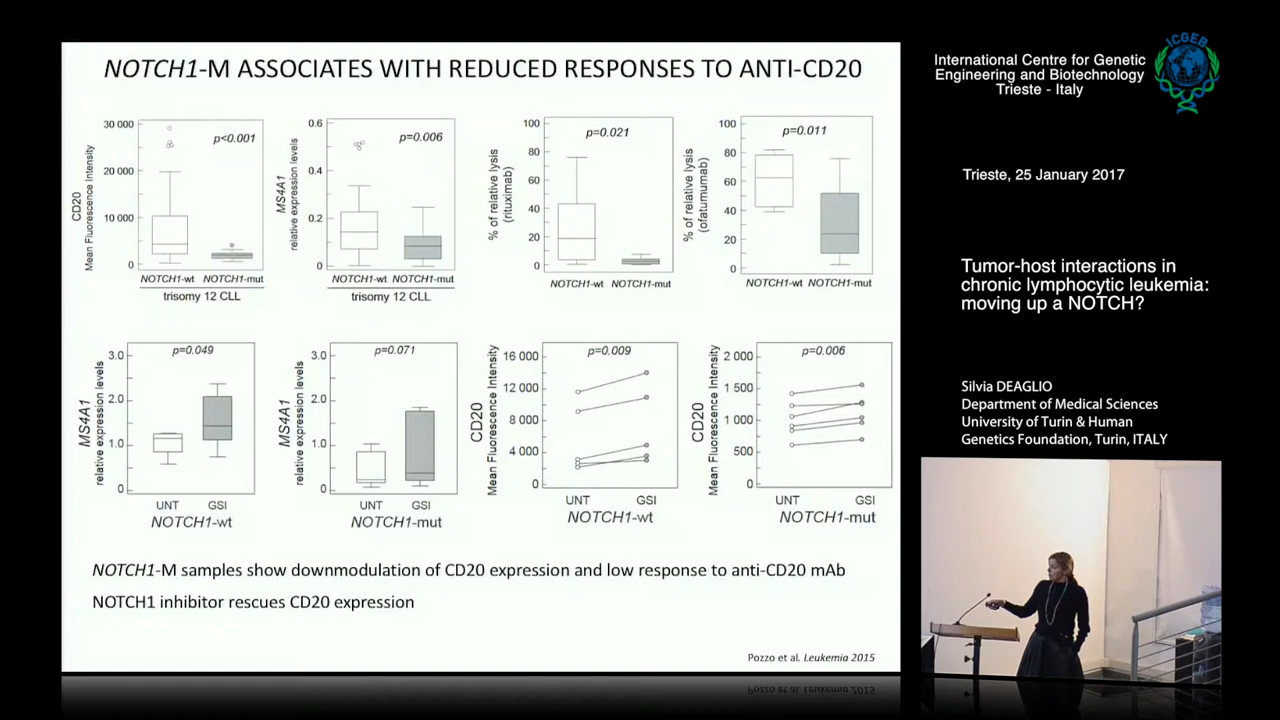 NOTCH1-M ASSOCIATES WITH REDUCED RESPONSES TO ANTI-CD20
30 000
20 000
10 000
0
CD20
Mean Fluorescence Intensity
p<0.001
NOTCH1-wt NOTCH1-mut
trisomy 12 CLL
0.6
0.4
0.2
0
MS4A1
relative expression levels
p=0.006
NOTCH1-wt NOTCH1-mut
trisomy 12 CLL
100
80
60
40
20
0
% of relative lysis
(rituximab)
p=0.021
NOTCH1-wt NOTCH1-mut
100
80
60
40
20
0
% of relative lysis
(ofatumumab)
p=0.011
NOTCH1-wt NOTCH1-mut
3.0
2.0
1.0
0
MS4A1
relative expression levels
p=0.049
UNT GSI
NOTCH1-wt
3.0
2.0
1.0
0
MS4A1
relative expression levels
p=0.071
UNT GSI
NOTCH1-mut
16 000
12 000
8 000
4 000
0
CD20
Mean Fluorescence Intensity
p=0.009
UNT GSI
NOTCH1-wt
2 000
1 500
1 000
500
0
CD20
Mean Fluorescence Intensity
p=0.006
UNT GSI
NOTCH1-mut
NOTCH1-M samples show downmodulation of CD20 expression and low response to anti-CD20 mAb
NOTCH1 inhibitor rescues CD20 expression
Pozzo et al. Leukemia 2015
International Centre for Genetic
Engineering and Biotechnology
Trieste - Italy
ICGEB
Trieste, 25 January 2017
Tumor-host interactions in
chronic lymphocytic leukemia:
moving up a NOTCH?
Silvia DEAGLIO
Department of Medical Sciences
University of Turin & Human
Genetics Foundation, Turin, ITALY